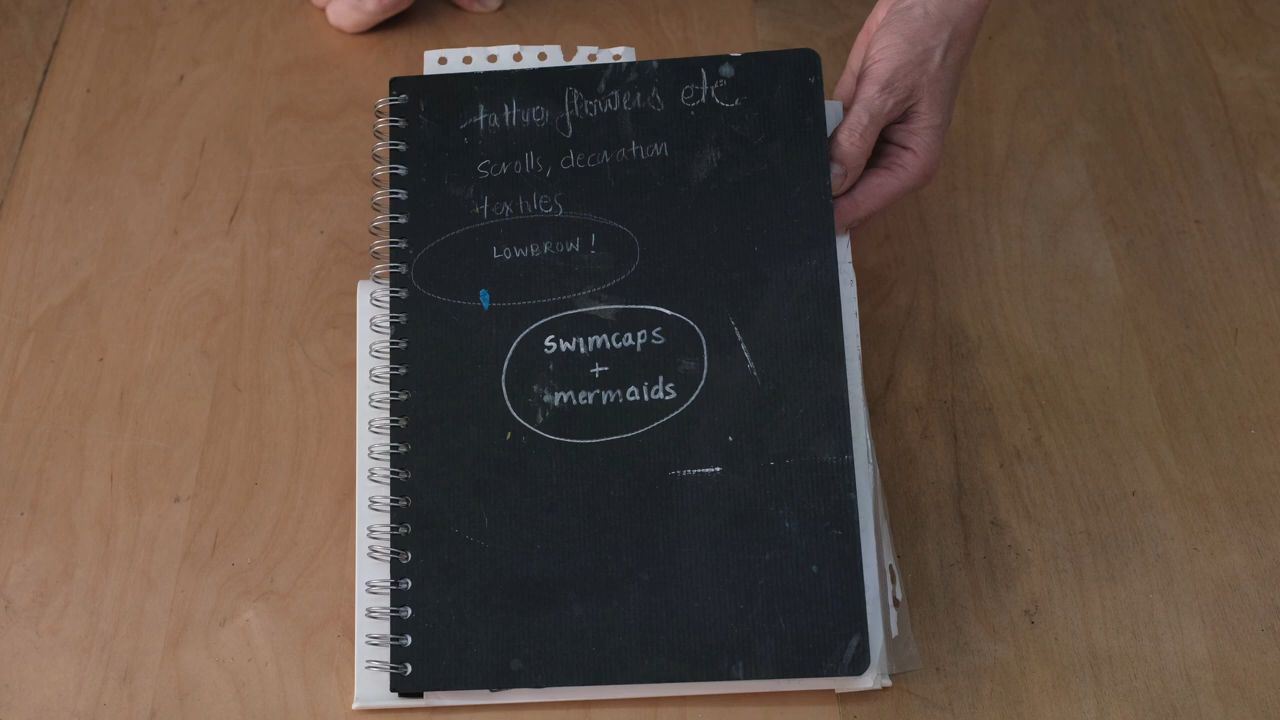 tattoo flowers etc.
scrolls, decoration
textiles
LOWBROW!
swimcaps
+
mermaids